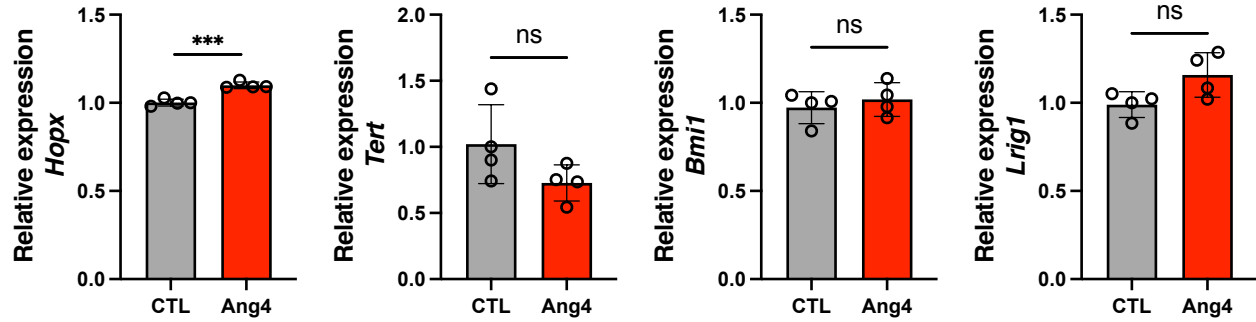 Relative expression
Hopx
1.5
1.0
0.5
0.0
***
CTL
Ang4
Relative expression
Tert
2.0
1.5
1.0
0.5
0.0
ns
CTL
Ang4
Relative expression
Bmi1
1.5
1.0
0.5
0.0
ns
CTL
Ang4
Relative expression
Lrig1
1.5
1.0
0.5
0.0
ns
CTL
Ang4